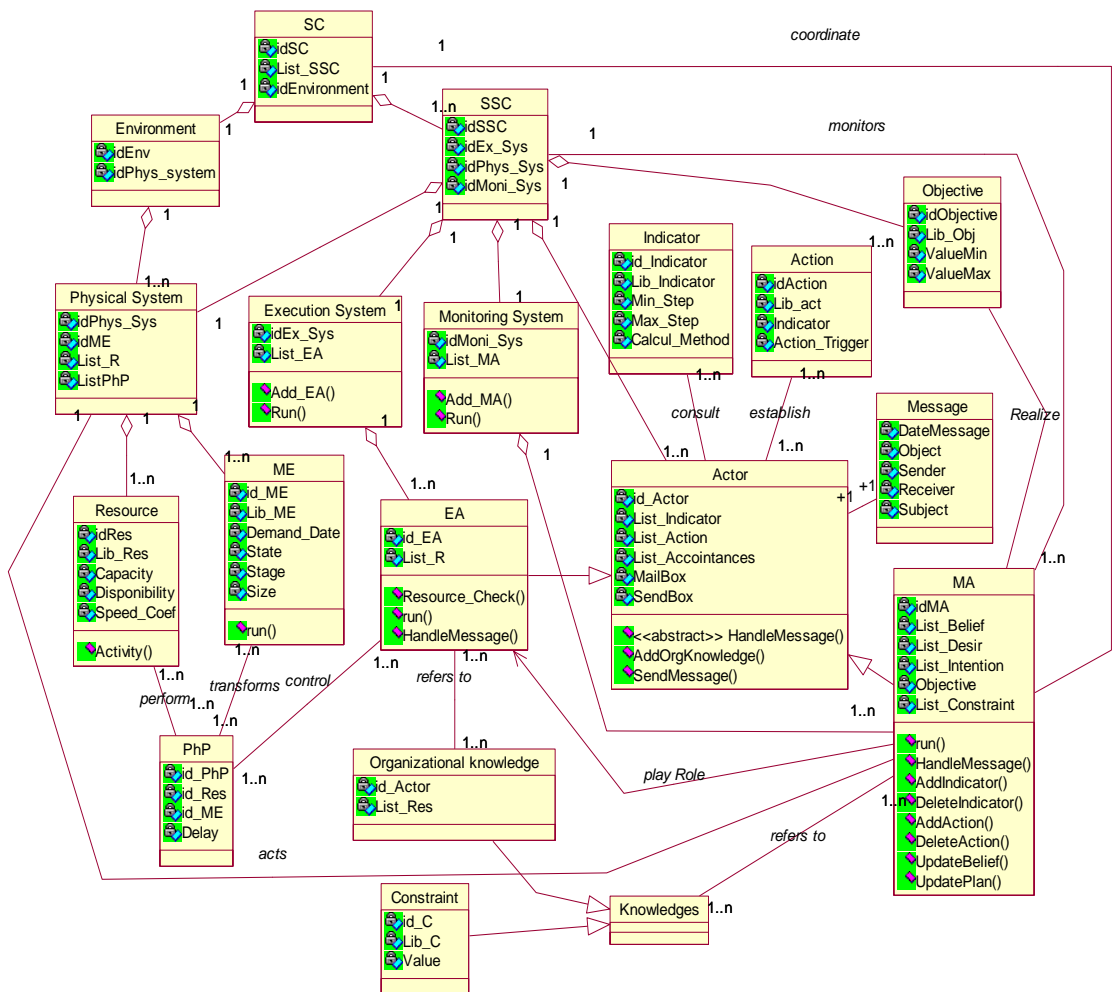 SC
idSC
List_SSC
idEnvironment
1
coordinate
1
1
1
1..n
SSC
idSSC
idEx_Sys
idPhys_Sys
idMoni_Sys
1
monitors
1
Environment
idEnv
idPhys_system
1
1
1
1
1
1
Objective
idObjective
Lib_Obj
ValueMin
ValueMax
1..n
Indicator
id_Indicator
Lib_Indicator
Min_Step
Max_Step
Calcul_Method
1..n
Action
idAction
Lib_act
Indicator
Action_Trigger
1..n
1..n
Physical System
idPhys_Sys
idME
List_R
ListPhP
1
1
1
1
Execution System
1
idEx_Sys
List_EA
Add_EA()
Run()
1
Monitoring System
1
idMoni_Sys
List_MA
Add_MA()
Run()
1
consult
establish
Realize
Message
DateMessage
Object
Sender
Receiver
Subject
1..n
1..n
1..n
1..n
Resource
idRes
Lib_Res
Capacity
Disponibility
Speed_Coef
Activity()
1..n
ME
id_ME
Lib_ME
Demand_Date
State
Stage
Size
run()
1..n
EA
id_EA
List_R
Resource_Check()
run()
HandleMessage()
1..n
1..n
Actor
id_Actor
List_Indicator
List_Action
List_Accointances
MailBox
SendBox
<<abstract>> HandleMessage()
AddOrgKnowledge()
SendMessage()
+1
+1
1..n
MA
idMA
List_Belief
List_Desir
List_Intention
Objective
List_Constraint
run()
HandleMessage()
AddIndicator()
DeleteIndicator()
AddAction()
DeleteAction()
UpdateBelief()
UpdatePlan()
1..n
1..n
perform
transforms
control
refers to
1..n
1..n
PhP
id_PhP
id_Res
id_ME
Delay
1..n
1..n
Organizational knowledge
id_Actor
List_Res
play Role
refers to
acts
Constraint
id_C
Lib_C
Value
Knowledges
1..n